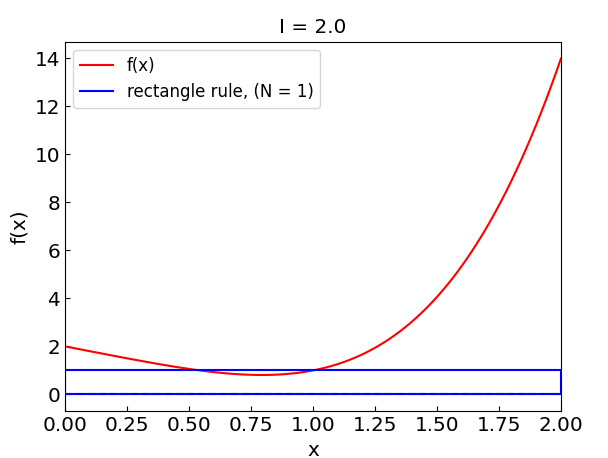 I = 2.0
f(x)
rectangle rule, (N = 1)
14
12
10
8
6
4
2
0
f(x)
0.00 0.25 0.50 0.75 1.00 1.25 1.50 1.75 2.00
x